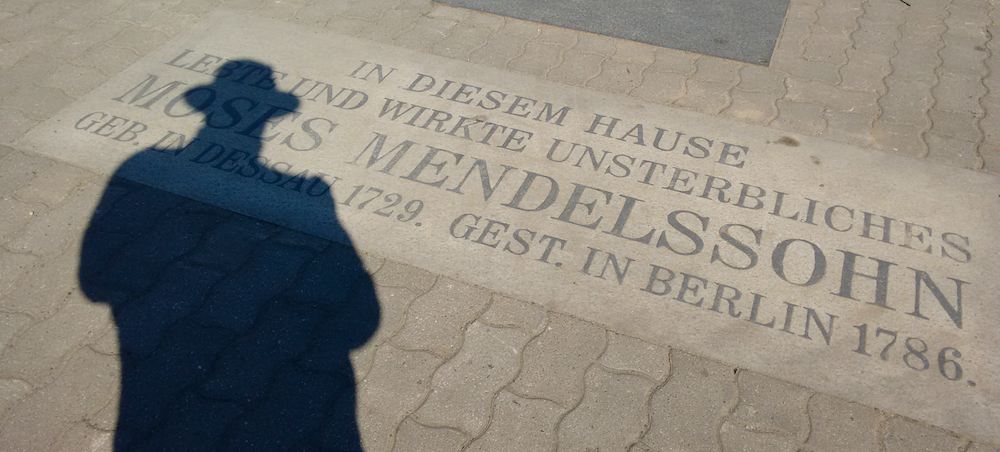 IN DIESEM HAUSE
LEBTE UND WIRKTE UNSTERBLICHES
MOSES MENDELSSOHN
GEB. IN DESSAU 1729. GEST. IN BERLIN 1786.